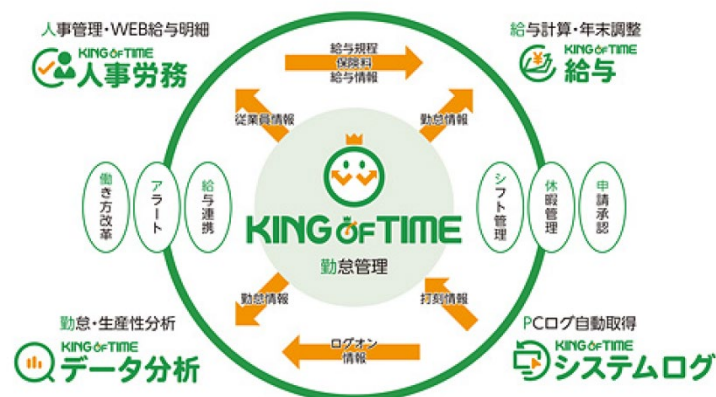 人事管理・WEB給与明細
KING OF TIME
人事労務
給与規程
保険料
給与情報
給与計算・年末調整
KING OF TIME
給与
従業員情報
勤怠情報
働き方改革
アラート
給与連携
KING OF TIME
勤怠管理
シフト管理
休暇管理
申請承認
勤怠情報
打刻情報
勤怠・生産性分析
KING OF TIME
データ分析
ログオン
情報
PCログ自動取得
KING OF TIME
システムログ